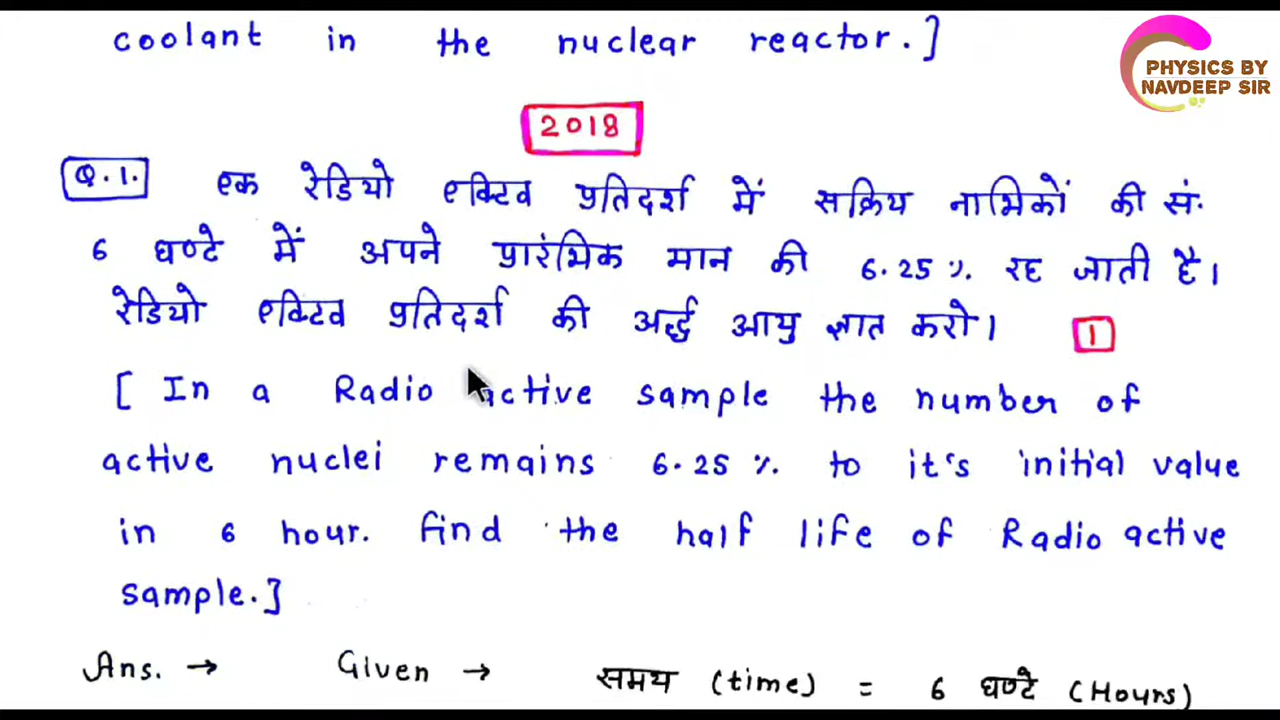 coolant in the nuclear reactor.]
PHYSICS BY
NAVDEEP SIR
2018
Q.1. एक रेडियो एक्टिव प्रतिदर्श में सक्रिय नाभिकों की सं॰
6 घण्टे में अपने प्रारंभिक मान की 6.25 % रह जाती है।
रेडियो एक्टिव प्रतिदर्श की अर्द्ध आयु ज्ञात करो। 1
[ In a Radio active sample the number of
active nuclei remains 6.25 % to it's initial value
in 6 hour. find the half life of Radio active
sample.]
Ans. → Given → समय (time) = 6 घण्टे (Hours)